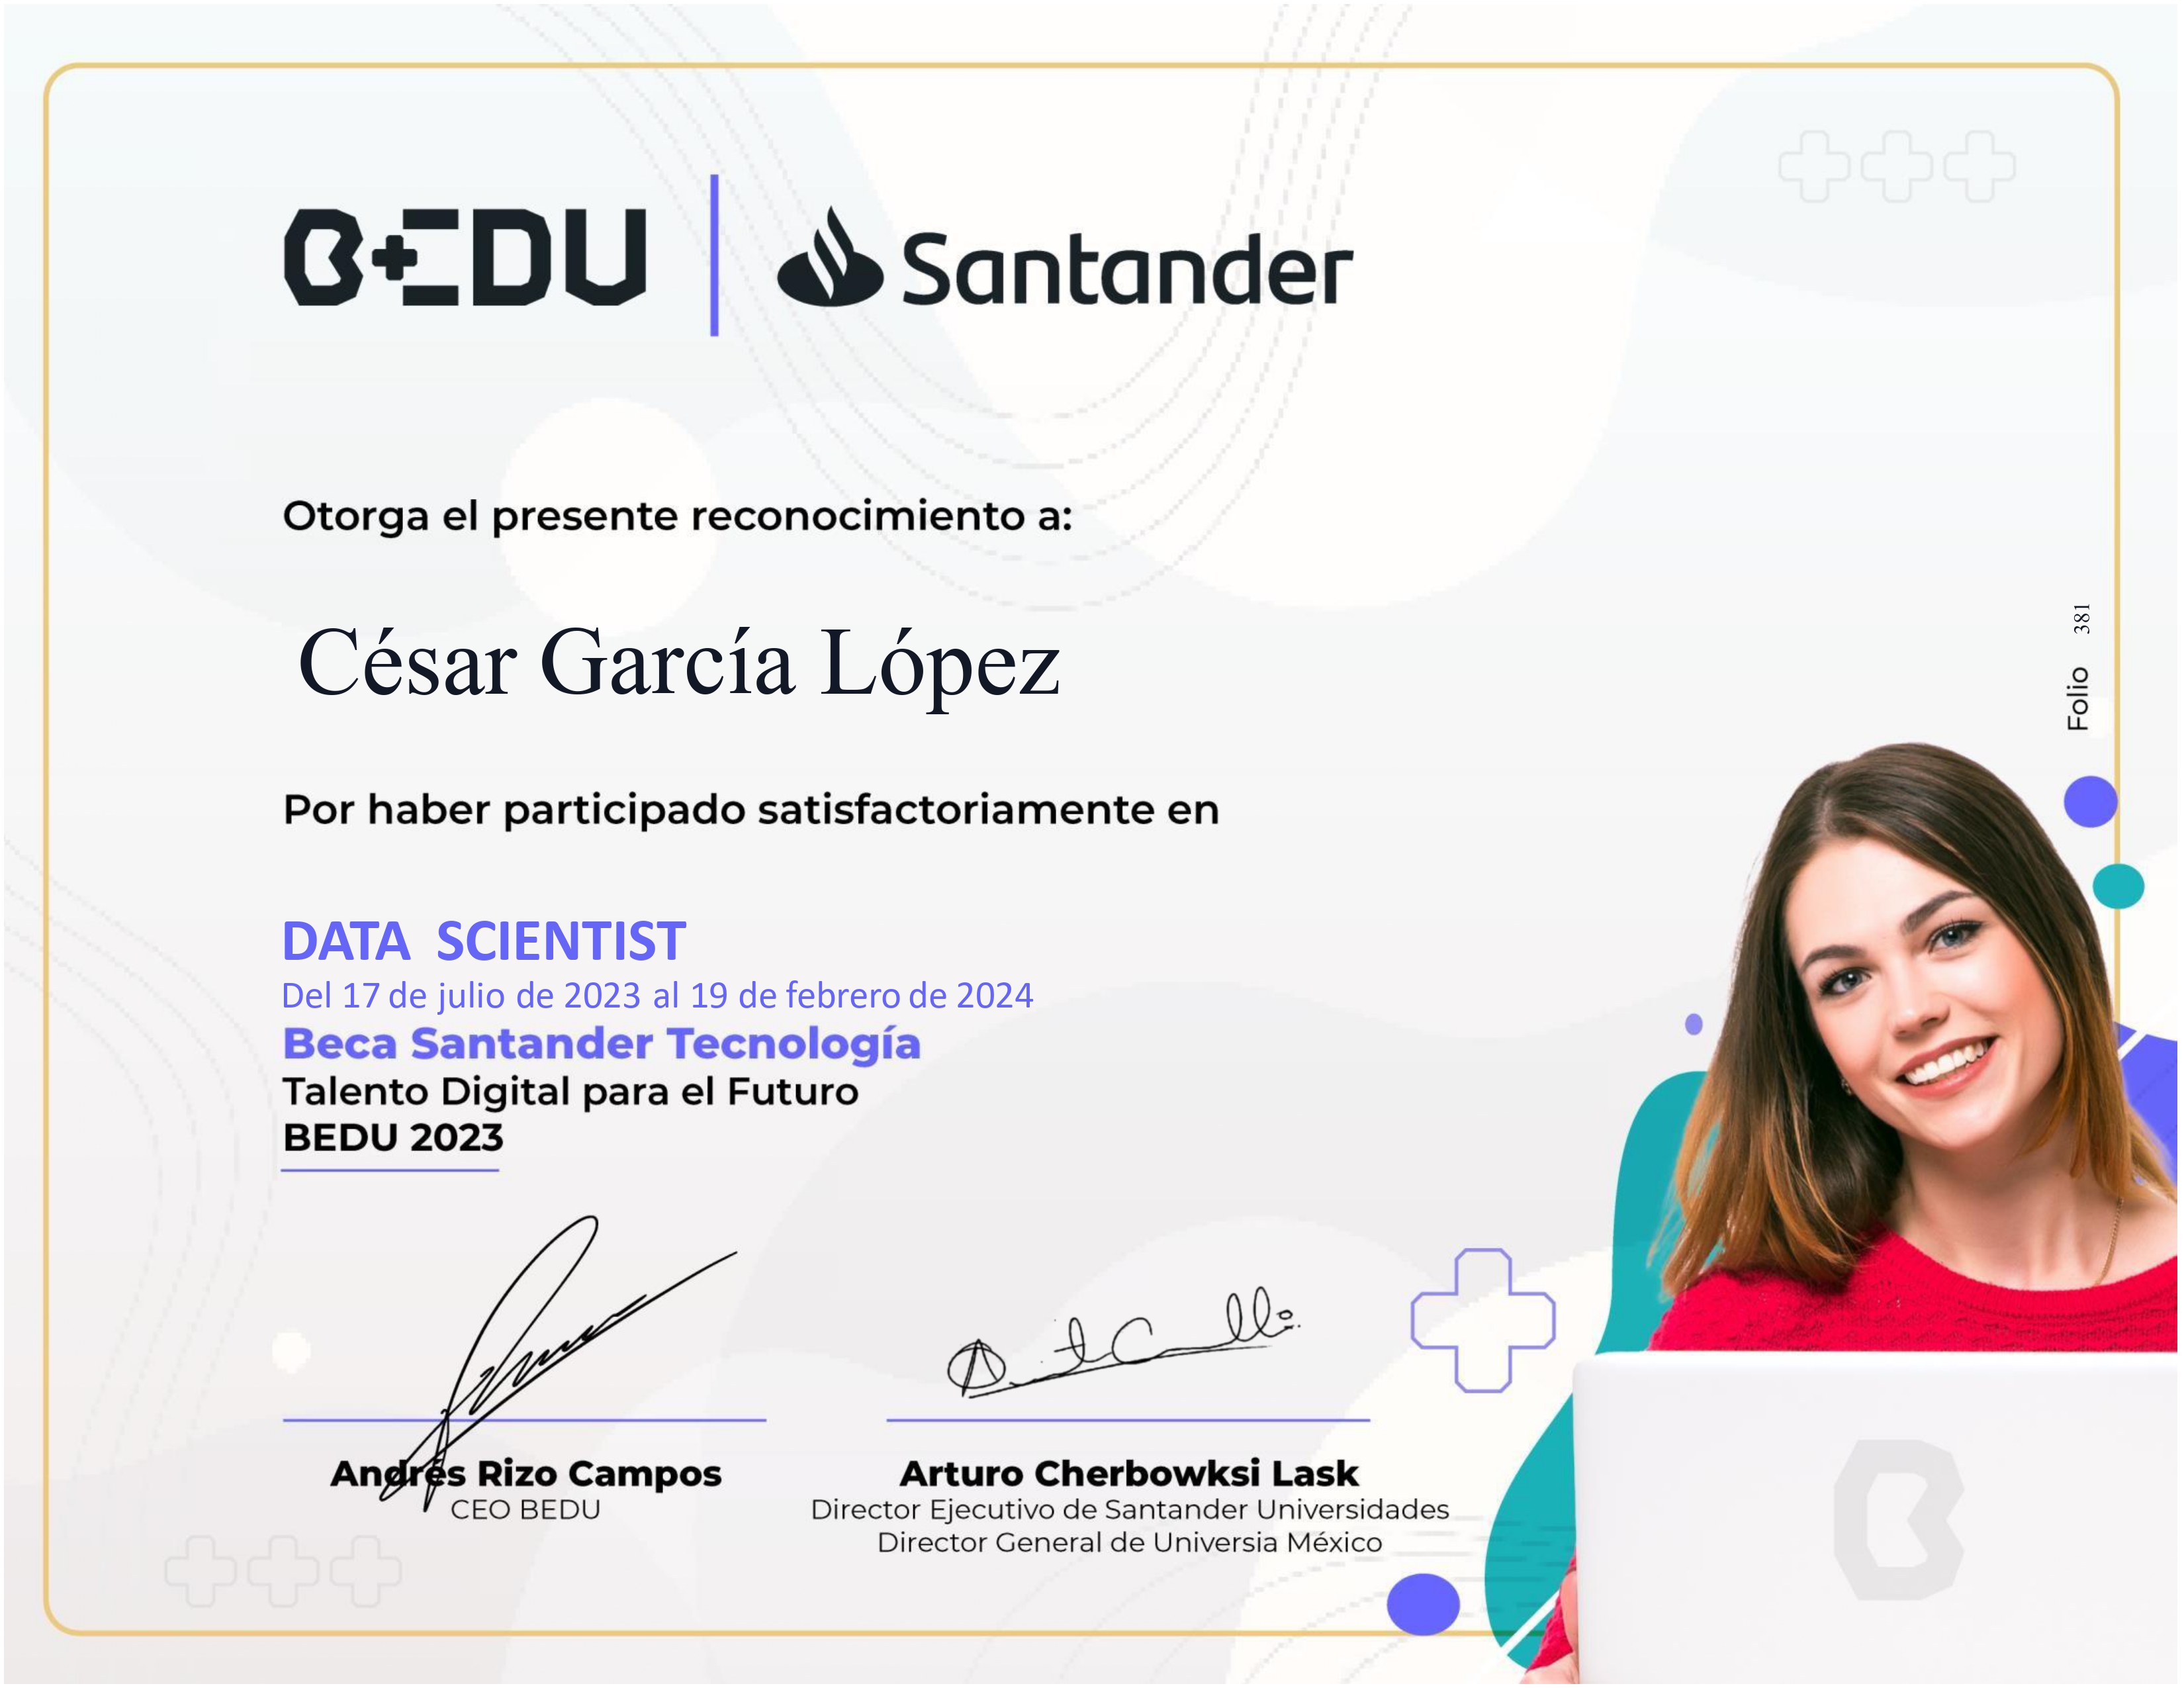 BEDU
Santander
Otorga el presente reconocimiento a:
César García López
Folio 381
Por haber participado satisfactoriamente en
DATA SCIENTIST
Del 17 de julio de 2023 al 19 de febrero de 2024
Beca Santander Tecnología
Talento Digital para el Futuro
BEDU 2023
Andrés Rizo Campos
CEO BEDU
Arturo Cherbowksi Lask
Director Ejecutivo de Santander Universidades
Director General de Universia México